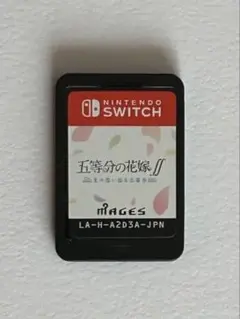 NINTENDO
SWITCH
五等分の花嫁∬
MAGES
LA-H-A2D3A-JPN